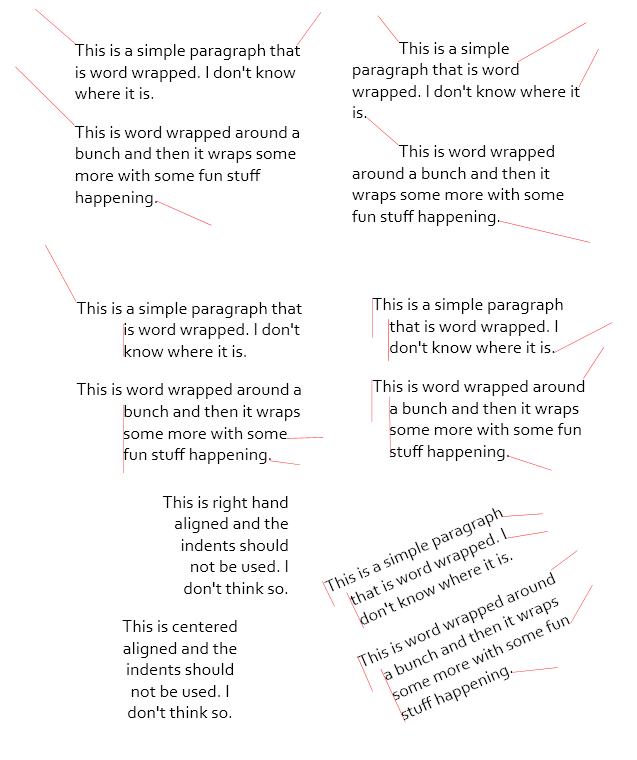 This is a simple paragraph that
is word wrapped. I don't know
where it is.
This is word wrapped around a
bunch and then it wraps some
more with some fun stuff
happening.
This is a simple
paragraph that is word
wrapped. I don't know where it
is.
This is word wrapped
around a bunch and then it
wraps some more with some
fun stuff happening.
This is a simple paragraph that
is word wrapped. I don't
know where it is.
This is word wrapped around a
bunch and then it wraps
some more with some
fun stuff happening.
This is a simple paragraph
that is word wrapped. I
don't know where it is.
This is word wrapped around
a bunch and then it wraps
some more with some fun
stuff happening.
This is right hand
aligned and the
indents should
not be used. I
don't think so.
This is centered
aligned and the
indents should
not be used. I
don't think so.
This is a simple paragraph
that is word wrapped. I
don't know where it is.
This is word wrapped around
a bunch and then it wraps
some more with some fun
stuff happening.